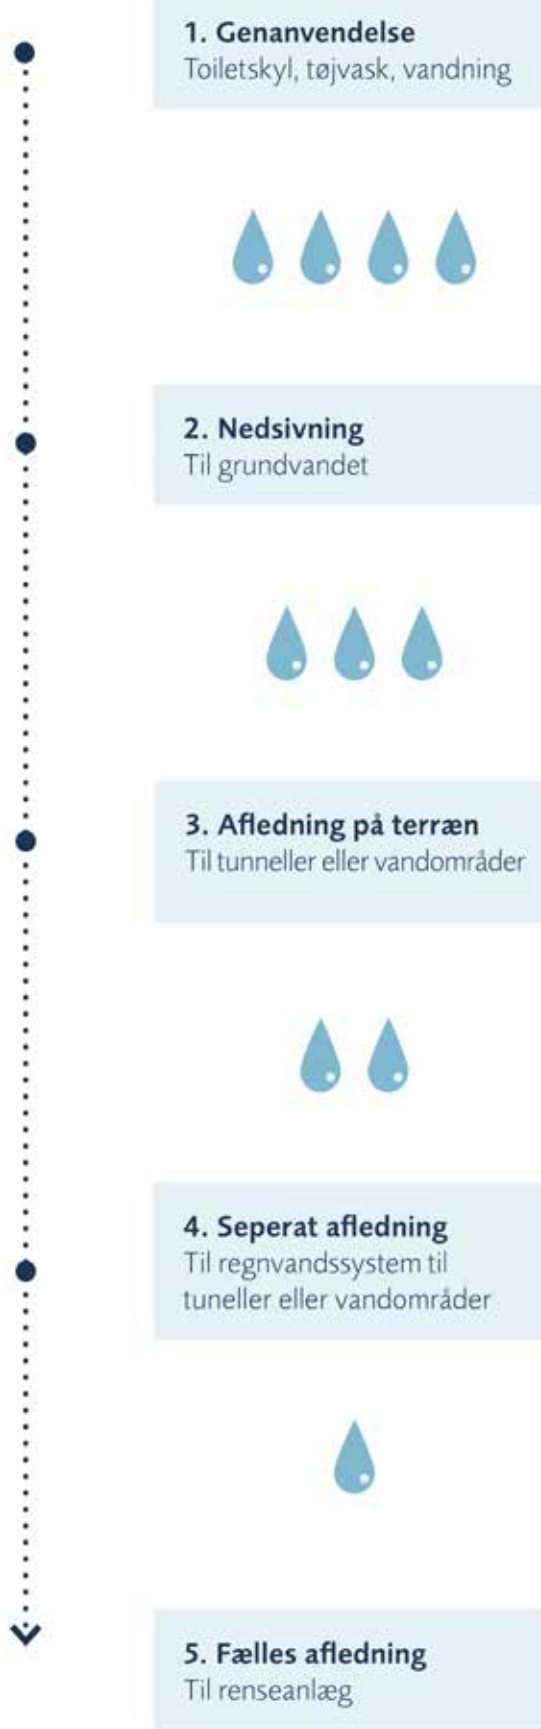 1. Genanvendelse
Toiletskyl, tøjvask, vandning
2. Nedsivning
Til grundvandet
3. Afledning på terræn
Til tunneller eller vandområder
4. Seperat afledning
Til regnvandssystem til
tuneller eller vandområder
5. Fælles afledning
Til renseanlæg